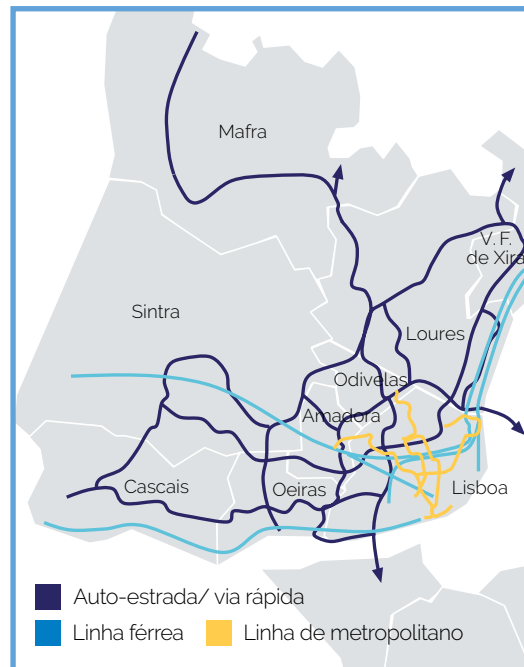 Mafra
V. F.
de Xira
Sintra
Loures
Odivelas
Amadora
Cascais
Oeiras
Lisboa
Auto-estrada/ via rápida
Linha férrea
Linha de metropolitano